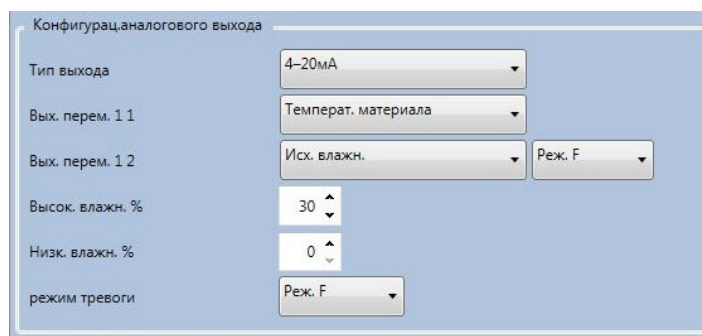 Конфигурац.аналогового выхода
Тип выхода 4–20мА
Вых. перем. 1 1 Температ. материала
Вых. перем. 1 2 Исх. влажн. Реж. F
Высок. влажн. % 30
Низк. влажн. % 0
режим тревоги Реж. F